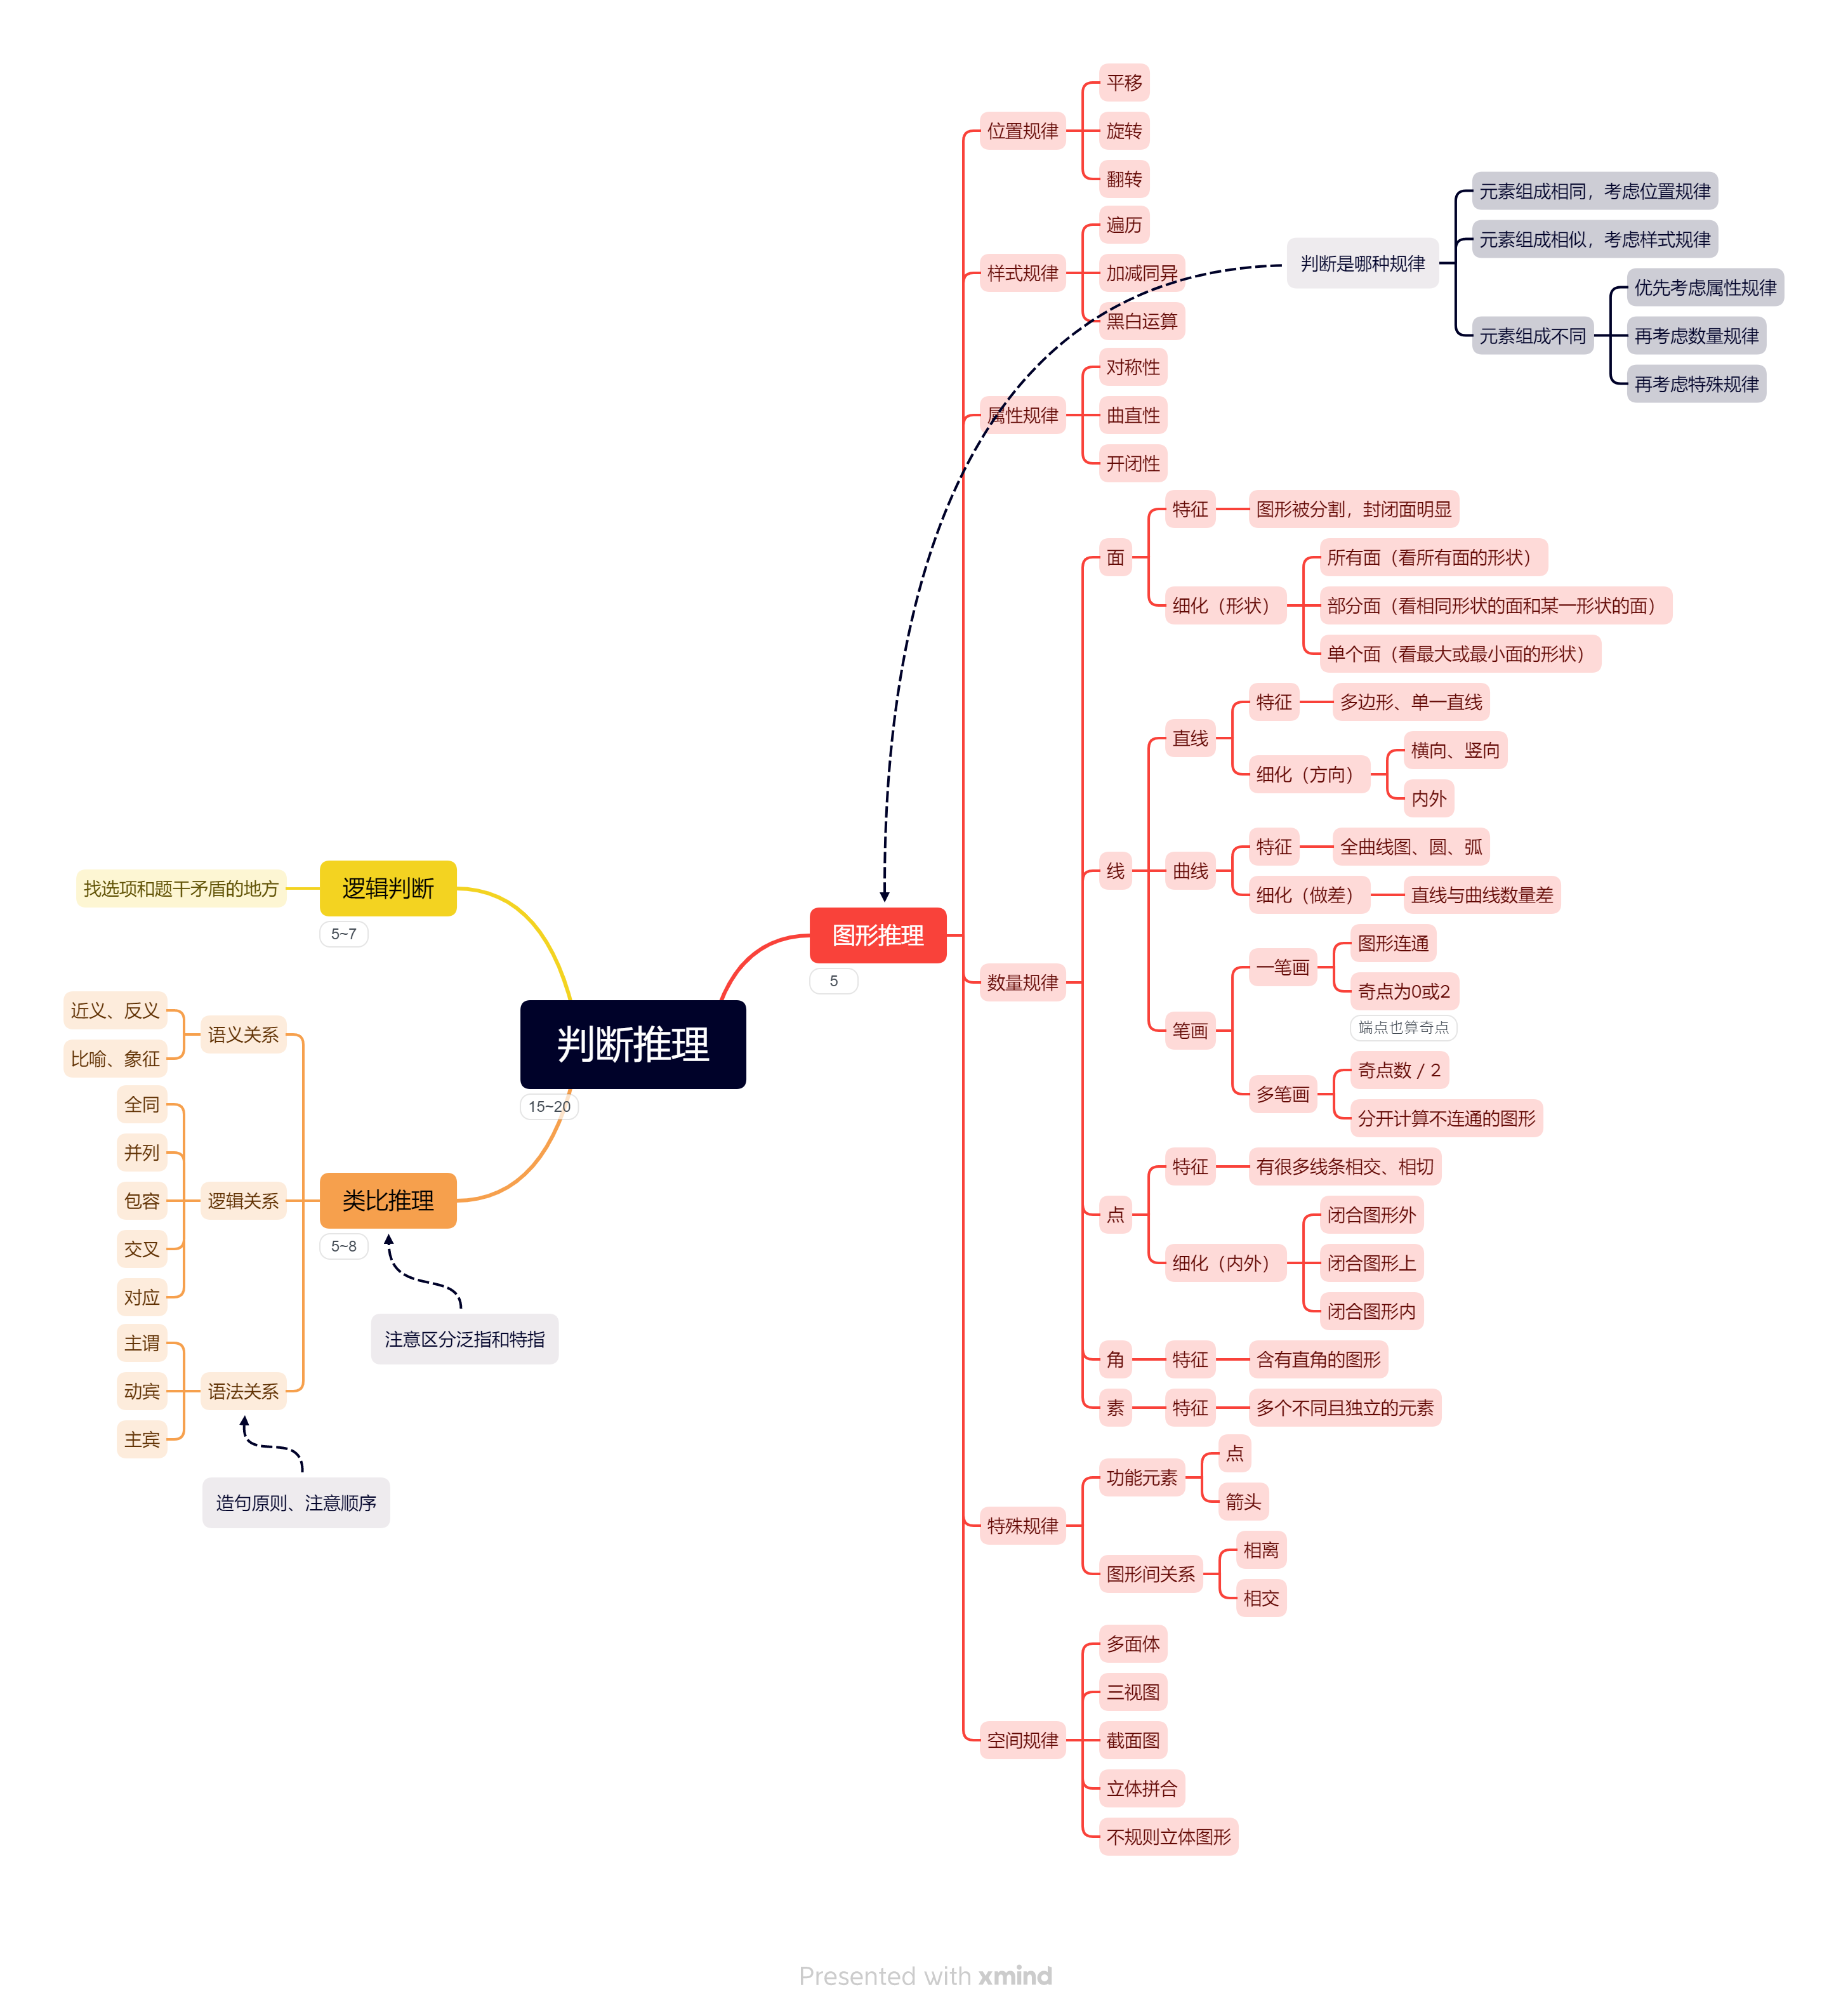 判断推理
15~20
图形推理
5
位置规律
平移
旋转
翻转
样式规律
遍历
加减同异
黑白运算
属性规律
对称性
曲直性
开闭性
数量规律
面
特征
图形被分割，封闭面明显
细化（形状）
所有面（看所有面的形状）
部分面（看相同形状的面和某一形状的面）
单个面（看最大或最小面的形状）
线
直线
特征
多边形、单一直线
细化（方向）
横向、竖向
内外
曲线
特征
全曲线图、圆、弧
细化（做差）
直线与曲线数量差
笔画
一笔画
图形连通
奇点为0或2
端点也算奇点
多笔画
奇点数 / 2
分开计算不连通的图形
点
特征
有很多线条相交、相切
细化（内外）
闭合图形外
闭合图形上
闭合图形内
角
特征
含有直角的图形
素
特征
多个不同且独立的元素
特殊规律
功能元素
点
箭头
图形间关系
相离
相交
空间规律
多面体
三视图
截面图
立体拼合
不规则立体图形
判断是哪种规律
元素组成相同，考虑位置规律
元素组成相似，考虑样式规律
元素组成不同
优先考虑属性规律
再考虑数量规律
再考虑特殊规律
逻辑判断
5~7
找选项和题干矛盾的地方
类比推理
5~8
语义关系
近义、反义
比喻、象征
逻辑关系
全同
并列
包容
交叉
对应
语法关系
主谓
动宾
主宾
注意区分泛指和特指
造句原则、注意顺序
Presented with xmind